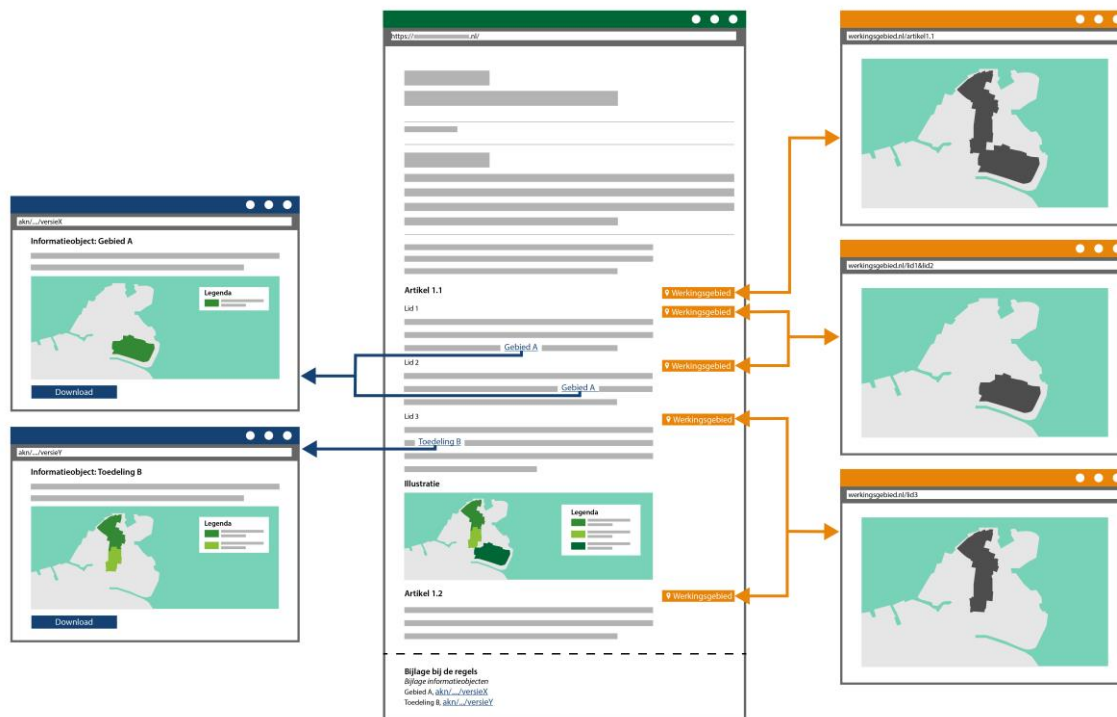 akn/..../versieX
Informatieobject: Gebied A
Legenda
Download
akn/..../versieY
Informatieobject: Toedeling B
Legenda
Download
https:// .nl/
Artikel 1.1
Werkingsgebied
Lid 1
Werkingsgebied
Gebied A
Lid 2
Werkingsgebied
Gebied A
Lid 3
Werkingsgebied
Toedeling B
Illustratie
Legenda
Artikel 1.2
Werkingsgebied
Bijlage bij de regels
Bijlage informatieobjecten
Gebied A, akn/..../versieX
Toedeling B, akn/..../versieY
werkingsgebied.nl/artikel1.1
werkingsgebied.nl/lid1&lid2
werkingsgebied.nl/lid3